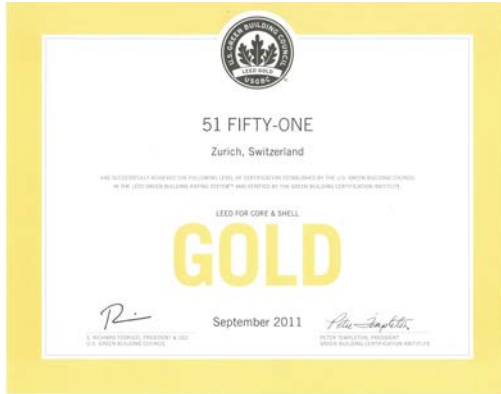 U.S. GREEN BUILDING COUNCIL
LEED GOLD
USGBC
51 FIFTY-ONE
Zurich, Switzerland
HAS SUCCESSFULLY ACHIEVED THE FOLLOWING LEVEL OF CERTIFICATION ESTABLISHED BY THE U.S. GREEN BUILDING COUNCIL
IN THE LEED GREEN BUILDING RATING SYSTEM™ AND VERIFIED BY THE GREEN BUILDING CERTIFICATION INSTITUTE.
LEED FOR CORE & SHELL
GOLD
September 2011
Peter Templeton
S. RICHARD FEDRIZZI, PRESIDENT & CEO
U.S. GREEN BUILDING COUNCIL
PETER TEMPLETON, PRESIDENT
GREEN BUILDING CERTIFICATION INSTITUTE